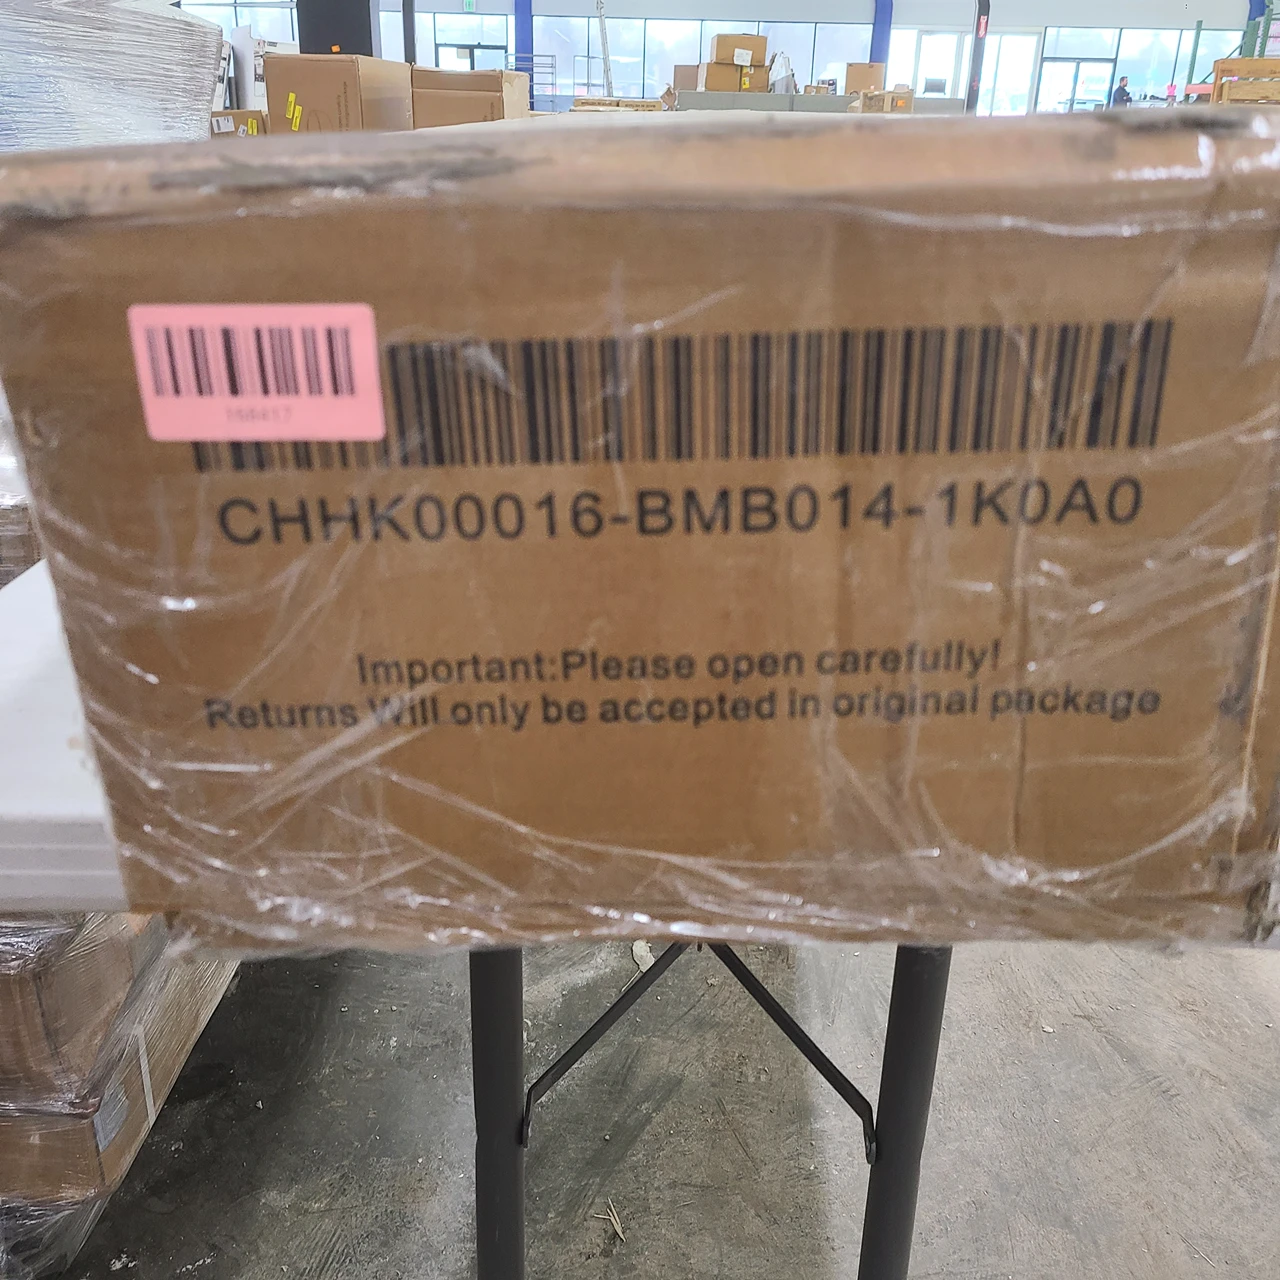 CHHK00016-BMB014-1K0A0
Important:Please open carefully!
Returns Will only be accepted in original package